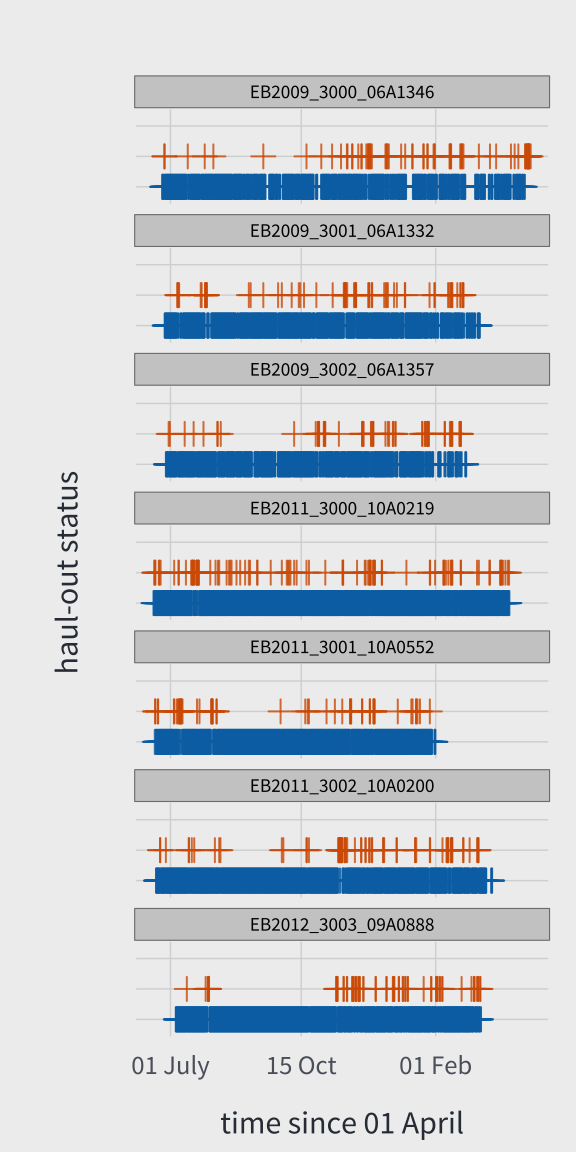 EB2009_3000_06A1346
EB2009_3001_06A1332
EB2009_3002_06A1357
EB2011_3000_10A0219
EB2011_3001_10A0552
EB2011_3002_10A0200
EB2012_3003_09A0888
haul-out status
01 July 15 Oct 01 Feb
time since 01 April